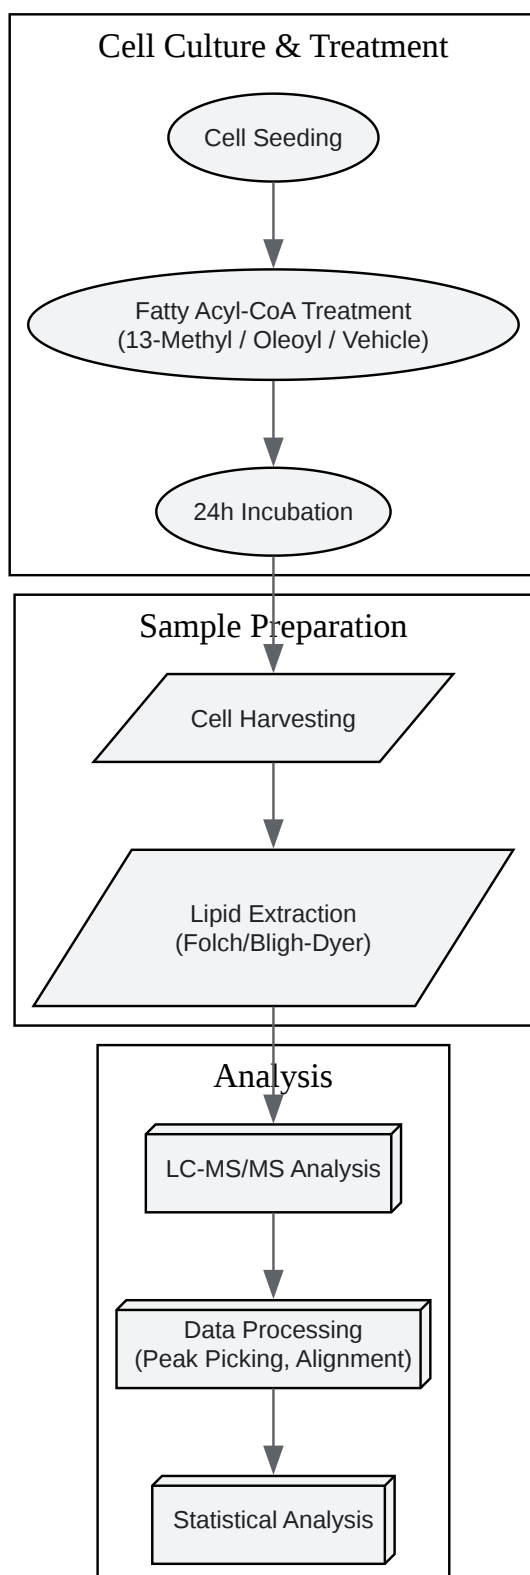 Cell Culture & Treatment
Cell Seeding
Fatty Acyl-CoA Treatment
(13-Methyl / Oleoyl / Vehicle)
24h Incubation
Sample Preparation
Cell Harvesting
Lipid Extraction
(Folch/Bligh-Dyer)
Analysis
LC-MS/MS Analysis
Data Processing
(Peak Picking, Alignment)
Statistical Analysis